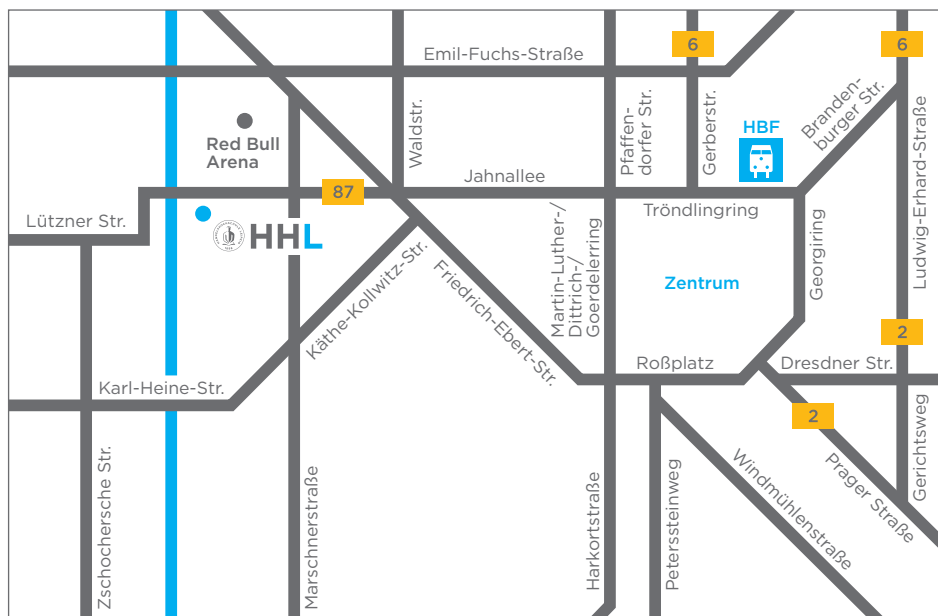 6
6
Emil-Fuchs-Straße
Branden-
burger Str.
HBF
Red Bull
Arena
Waldstr.
Pfaffen-
dorfer Str.
Gerberstr.
Ludwig-Erhard-Straße
Jahnallee
87
Lützner Str.
Tröndlingring
HHL
Martin-Luther-/
Dittrich-/
Goerdelerring
Georgiring
Käthe-Kollwitz-Str.
Friedrich-Ebert-Str.
Zentrum
2
Roßplatz
Dresdner Str.
Karl-Heine-Str.
2
Zschochersche Str.
Marschnerstraße
Harkortstraße
Peterssteinweg
Windmühlenstraße
Prager Straße
Gerichtsweg